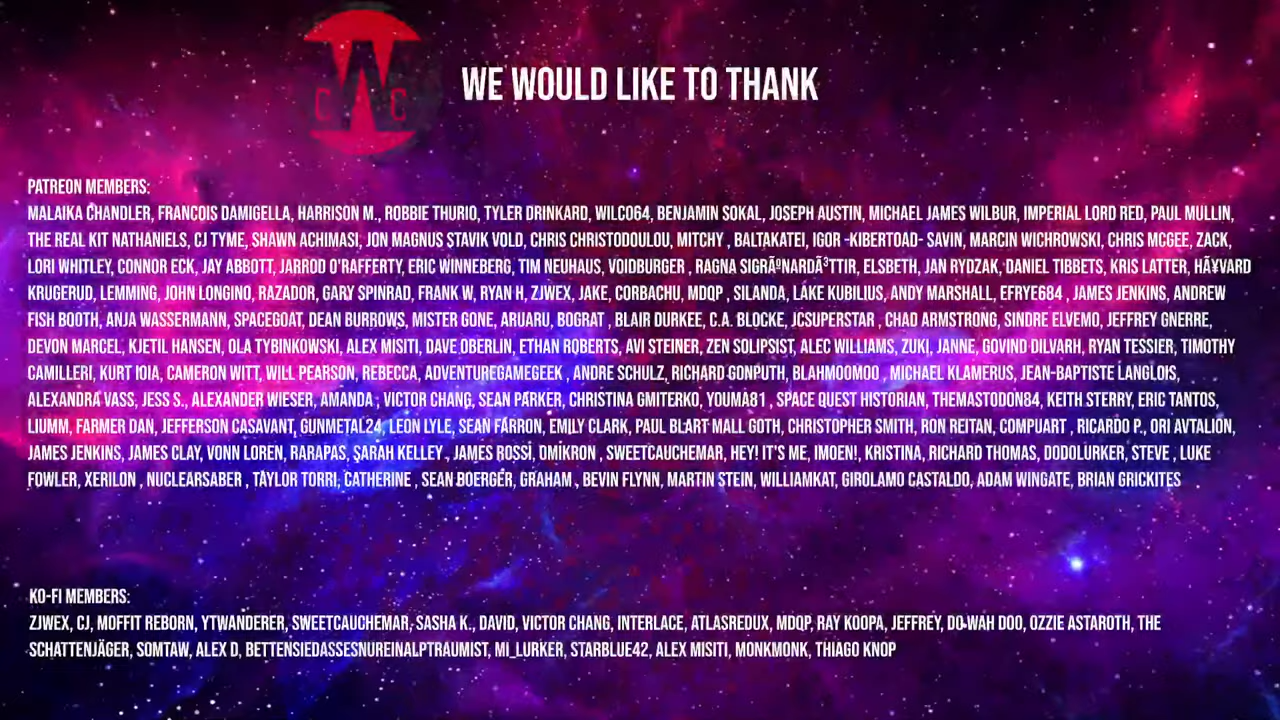 CWC
WE WOULD LIKE TO THANK
PATREON MEMBERS:
MALAIKA CHANDLER, FRANCOIS DAMIGELLA, HARRISON M., ROBBIE THURIO, TYLER DRINKARD, WILCO64, BENJAMIN SOKAL, JOSEPH AUSTIN, MICHAEL JAMES WILBUR, IMPERIAL LORD RED, PAUL MULLIN,
THE REAL KIT NATHANIELS, CJ TYME, SHAWN ACHIMASI, JON MAGNUS STAVIK VOLD, CHRIS CHRISTODOULOU, MITCHY , BALTAKATEI, IGOR -KIBERTOAD- SAVIN, MARCIN WICHROWSKI, CHRIS MCGEE, ZACK,
LORI WHITLEY, CONNOR ECK, JAY ABBOTT, JARROD O'RAFFERTY, ERIC WINNEBERG, TIM NEUHAUS, VOIDBURGER , RAGNA SIGRÃºNARDÃ³TTIR, ELSBETH, JAN RYDZAK, DANIEL TIBBETS, KRIS LATTER, HÃ¥VARD
KRUGERUD, LEMMING, JOHN LONGINO, RAZADOR, GARY SPINRAD, FRANK W, RYAN H, ZJWEX, JAKE, CORBACHU, MDQP , SILANDA, LAKE KUBILIUS, ANDY MARSHALL, EFRYE684 , JAMES JENKINS, ANDREW
FISH BOOTH, ANJA WASSERMANN, SPACEGOAT, DEAN BURROWS, MISTER GONE, ARUARU, BOGRAT , BLAIR DURKEE, C.A. BLOCKE, JCSUPERSTAR , CHAD ARMSTRONG, SINDRE ELVEMO, JEFFREY GNERRE,
DEVON MARCEL, KJETIL HANSEN, OLA TYBINKOWSKI, ALEX MISITI, DAVE OBERLIN, ETHAN ROBERTS, AVI STEINER, ZEN SOLIPSIST, ALEC WILLIAMS, ZUKI, JANNE, GOVIND DILVARH, RYAN TESSIER, TIMOTHY
CAMILLERI, KURT IOIA, CAMERON WITT, WILL PEARSON, REBECCA, ADVENTUREGAMEGEEK , ANDRE SCHULZ, RICHARD GONPUTH, BLAHMOOMOO , MICHAEL KLAMERUS, JEAN-BAPTISTE LANGLOIS,
ALEXANDRA VASS, JESS S., ALEXANDER WIESER, AMANDA , VICTOR CHANG, SEAN PARKER, CHRISTINA GMITERKO, YOUMA81 , SPACE QUEST HISTORIAN, THEMASTODON84, KEITH STERRY, ERIC TANTOS,
LIUMM, FARMER DAN, JEFFERSON CASAVANT, GUNMETAL24, LEON LYLE, SEAN FARRON, EMILY CLARK, PAUL BLART MALL GOTH, CHRISTOPHER SMITH, RON REITAN, COMPUART , RICARDO P., ORI AVTALION,
JAMES JENKINS, JAMES CLAY, VONN LOREN, RARAPAS, SARAH KELLEY , JAMES ROSSI, OMIKRON , SWEETCAUCHEMAR, HEY! IT'S ME, IMOEN!, KRISTINA, RICHARD THOMAS, DODOLURKER, STEVE , LUKE
FOWLER, XERILON , NUCLEARSABER , TAYLOR TORRI, CATHERINE , SEAN BOERGER, GRAHAM , BEVIN FLYNN, MARTIN STEIN, WILLIAMKAT, GIROLAMO CASTALDO, ADAM WINGATE, BRIAN GRICKITES
KO-FI MEMBERS:
ZJWEX, CJ, MOFFIT REBORN, YTWANDERER, SWEETCAUCHEMAR, SASHA K., DAVID, VICTOR CHANG, INTERLACE, ATLASREDUX, MDQP, RAY KOOPA, JEFFREY, DO-WAH DOO, OZZIE ASTAROTH, THE
SCHATTENJÄGER, SOMTAW, ALEX D, BETTENSIEDASSESNUREINALPTRAUMIST, MI_LURKER, STARBLUE42, ALEX MISITI, MONKMONK, THIAGO KNOP